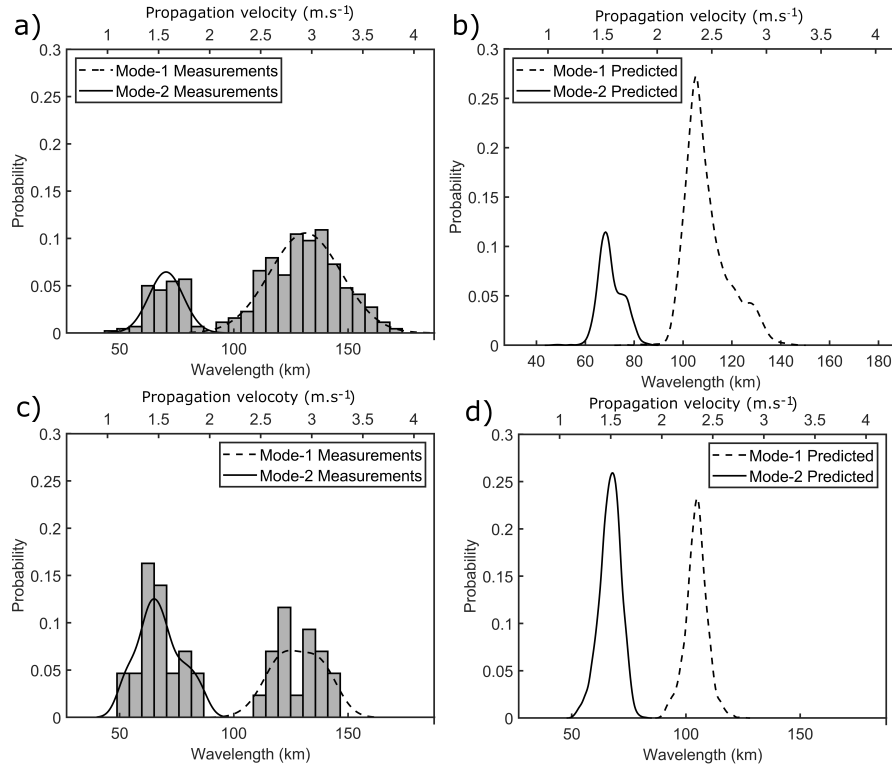 a)
Propagation velocity (m.s-1)
1 1.5 2 2.5 3 3.5 4
0.3
0.25
0.2
0.15
0.1
0.05
0
Probability
Mode-1 Measurements
Mode-2 Measurements
50 100 150
Wavelength (km)
b)
Propagation velocity (m.s-1)
1 1.5 2 2.5 3 3.5 4
0.3
0.25
0.2
0.15
0.1
0.05
0
Probability
Mode-1 Predicted
Mode-2 Predicted
40 60 80 100 120 140 160 180
Wavelength (km)
c)
Propagation velocoty (m.s-1)
1 1.5 2 2.5 3 3.5 4
0.3
0.25
0.2
0.15
0.1
0.05
0
Probability
Mode-1 Measurements
Mode-2 Measurements
50 100 150
Wavelength (km)
d)
Propagation velocity (m.s-1)
1 1.5 2 2.5 3 3.5 4
0.3
0.25
0.2
0.15
0.1
0.05
0
Probability
Mode-1 Predicted
Mode-2 Predicted
50 100 150
Wavelength (km)